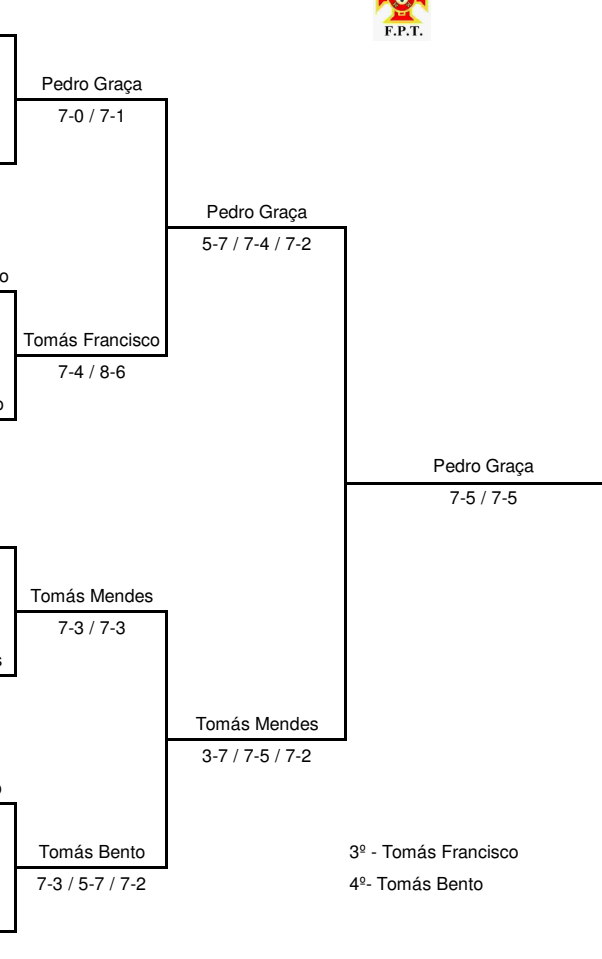 F.P.T.
Pedro Graça
7-0 / 7-1
Pedro Graça
5-7 / 7-4 / 7-2
o
Tomás Francisco
7-4 / 8-6
o
Pedro Graça
7-5 / 7-5
Tomás Mendes
7-3 / 7-3
s
Tomás Mendes
3-7 / 7-5 / 7-2
o
Tomás Bento
7-3 / 5-7 / 7-2
3º - Tomás Francisco
4º- Tomás Bento